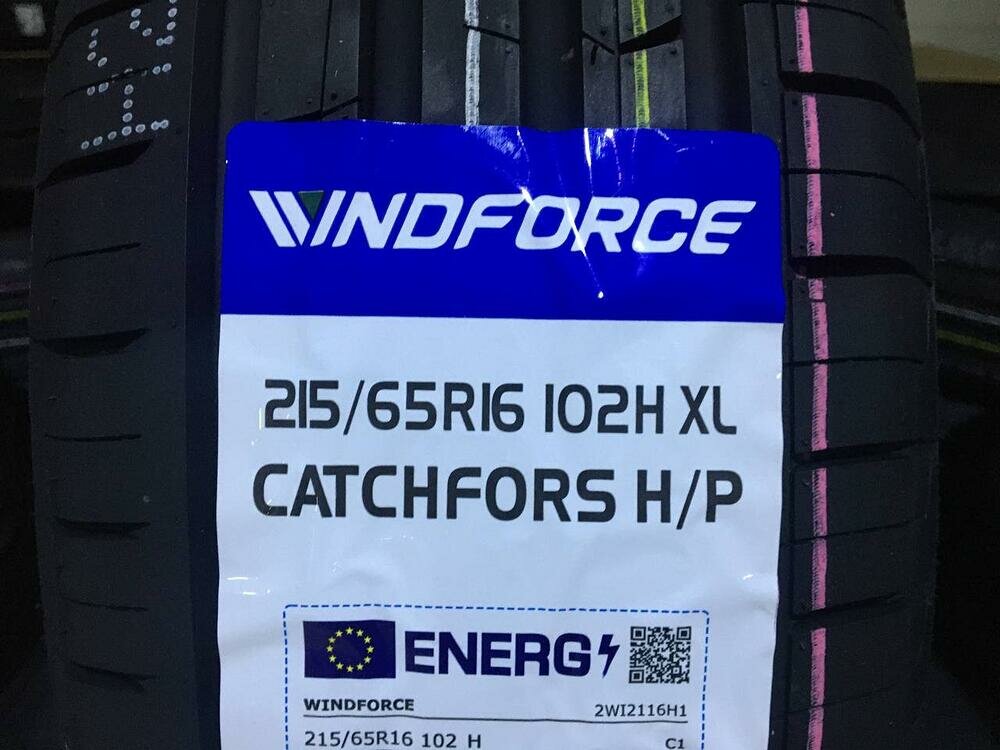 WINDFORCE
215/65R16 102H XL
CATCHFORS H/P
ENERG
WINDFORCE 2WI2116H1
215/65R16 102 H C1